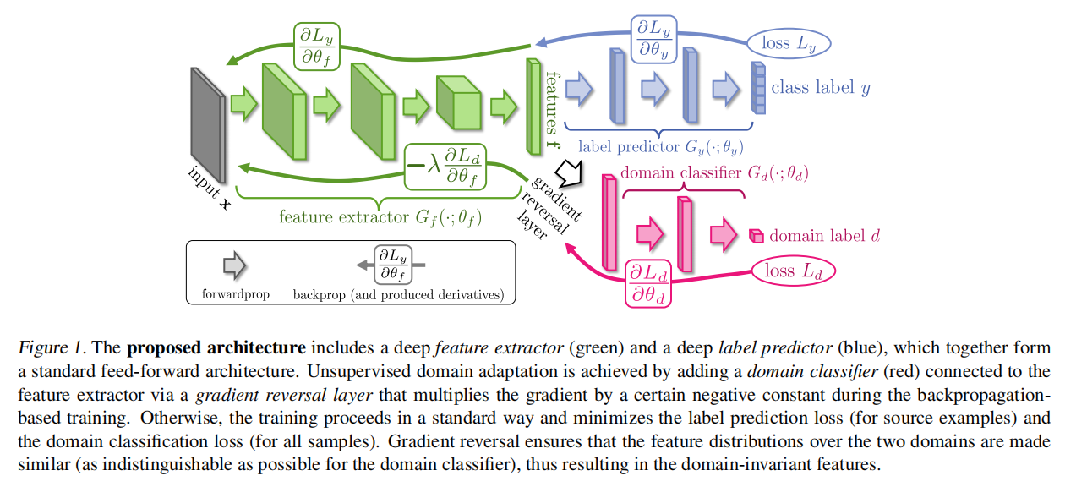 ∂L_y/∂θ_f
∂L_y/∂θ_y
loss L_y
features f
class label y
label predictor G_y(·;θ_y)
−λ ∂L_d/∂θ_f
input x
feature extractor G_f(·;θ_f)
gradient reversal layer
domain classifier G_d(·;θ_d)
domain label d
∂L_d/∂θ_d
loss L_d
∂L_y/∂θ_f
forwardprop
backprop (and produced derivatives)
Figure 1. The proposed architecture includes a deep feature extractor (green) and a deep label predictor (blue), which together form
a standard feed-forward architecture. Unsupervised domain adaptation is achieved by adding a domain classifier (red) connected to the
feature extractor via a gradient reversal layer that multiplies the gradient by a certain negative constant during the backpropagation-
based training. Otherwise, the training proceeds in a standard way and minimizes the label prediction loss (for source examples) and
the domain classification loss (for all samples). Gradient reversal ensures that the feature distributions over the two domains are made
similar (as indistinguishable as possible for the domain classifier), thus resulting in the domain-invariant features.